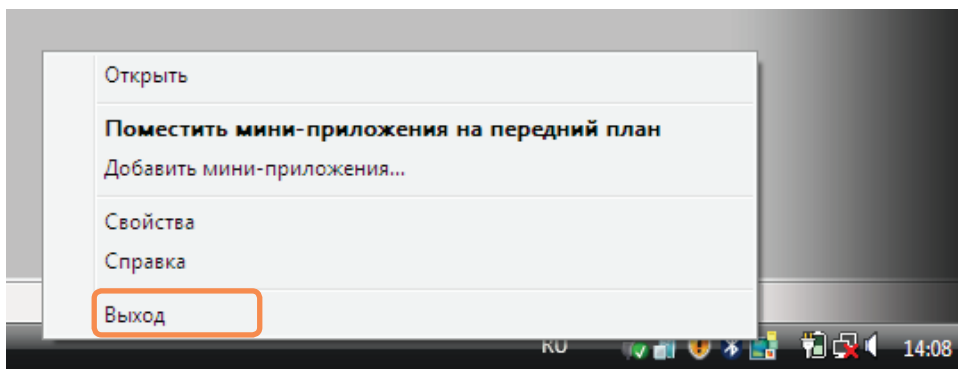 Открыть
Поместить мини-приложения на передний план
Добавить мини-приложения...
Свойства
Справка
Выход
RU 14:08